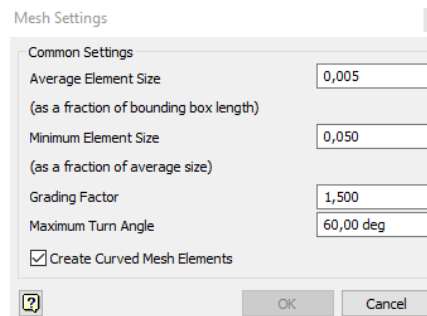 Mesh Settings
Common Settings
Average Element Size 0,005
(as a fraction of bounding box length)
Minimum Element Size 0,050
(as a fraction of average size)
Grading Factor 1,500
Maximum Turn Angle 60,00 deg
Create Curved Mesh Elements
? OK Cancel